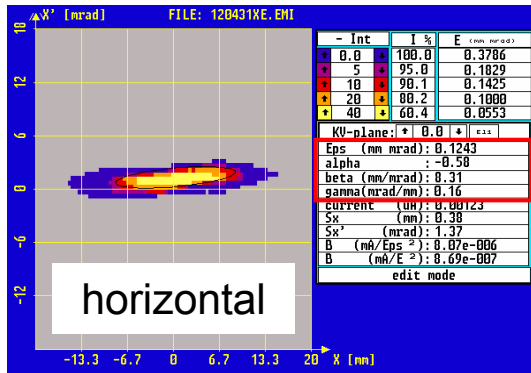 X' [mrad] FILE: 120431XE.EMI
18
12
6
0
-6
-12
horizontal
-13.3 -6.7 0 6.7 13.3 20 X [mm]
- Int I % E (mm mrad)
0.0 100.0 0.3786
5 95.0 0.1829
10 90.1 0.1425
20 80.2 0.1000
40 60.4 0.0553
KV-plane: 0.0 Eli
Eps (mm mrad): 0.1243
alpha : -0.58
beta (mm/mrad): 8.31
gamma(mrad/mm): 0.16
current (uA): 0.00123
Sx (mm): 0.38
Sx' (mrad): 1.37
B (mA/Eps ²): 8.07e-006
B (mA/E ²): 8.69e-007
edit mode